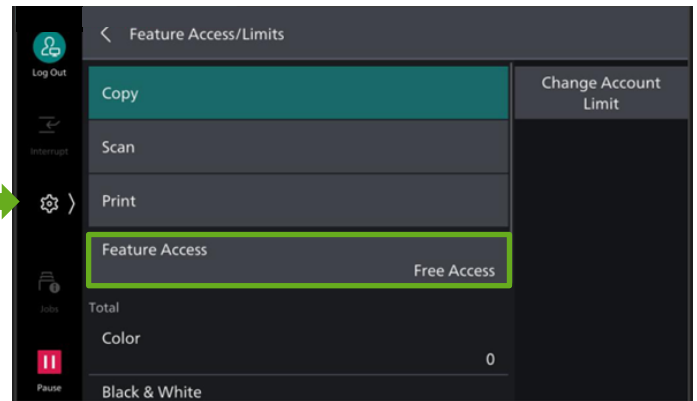 Feature Access/Limits
Log Out
Copy
Change Account
Limit
Interrupt
Scan
Print
Feature Access
Free Access
Jobs
Total
Color
0
Pause
Black & White